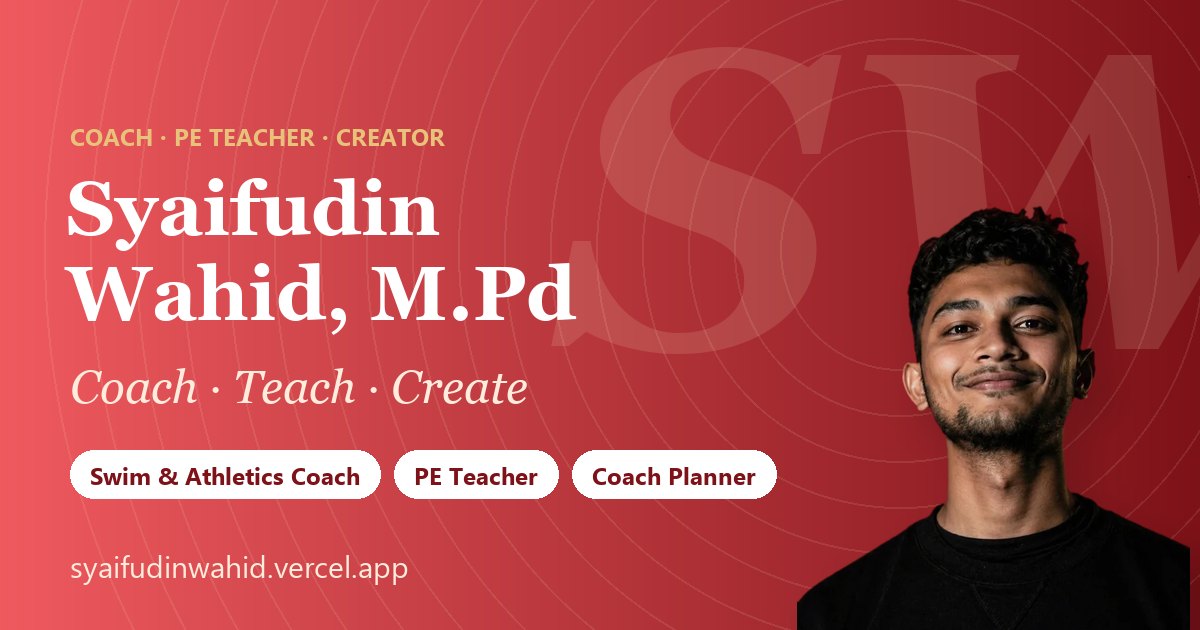 COACH · PE TEACHER · CREATOR
Syaifudin
Wahid, M.Pd
Coach · Teach · Create
Swim & Athletics Coach
PE Teacher
Coach Planner
syaifudinwahid.vercel.app
SW